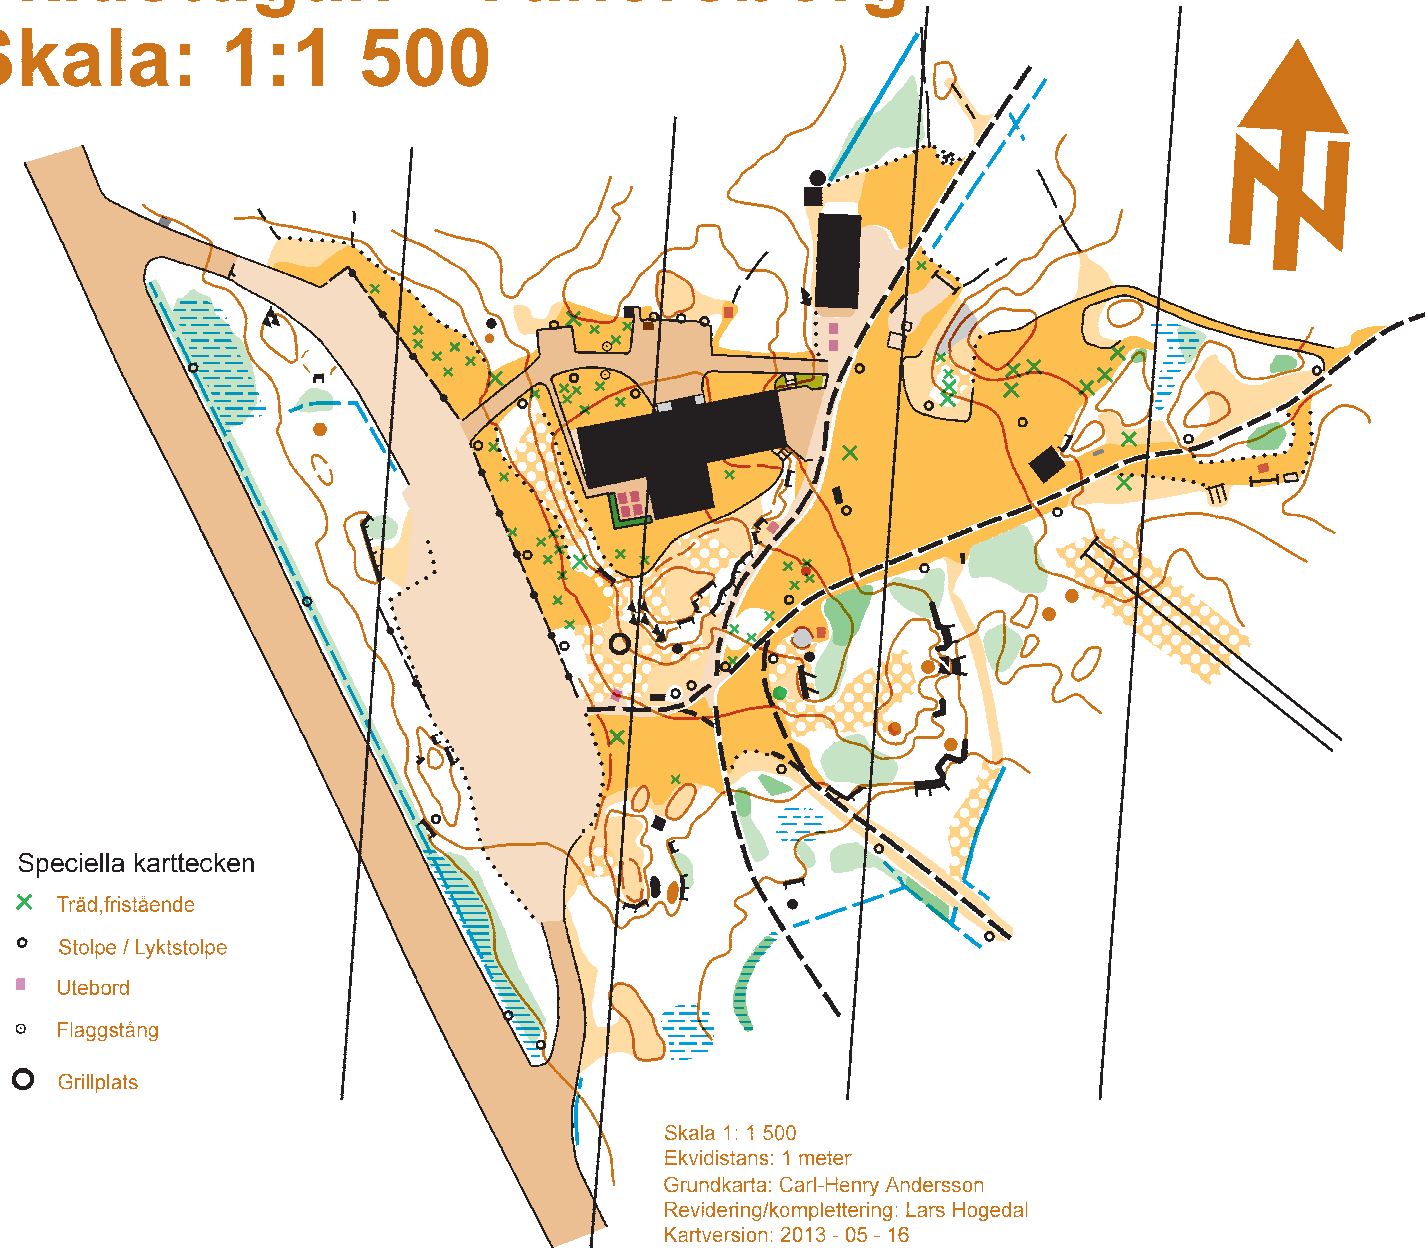 Skala: 1:1 500
Speciella karttecken
Träd,fristående
Stolpe / Lyktstolpe
Utebord
Flaggstång
Grillplats
Skala 1: 1 500
Ekvidistans: 1 meter
Grundkarta: Carl-Henry Andersson
Revidering/komplettering: Lars Hogedal
Kartversion: 2013 - 05 - 16